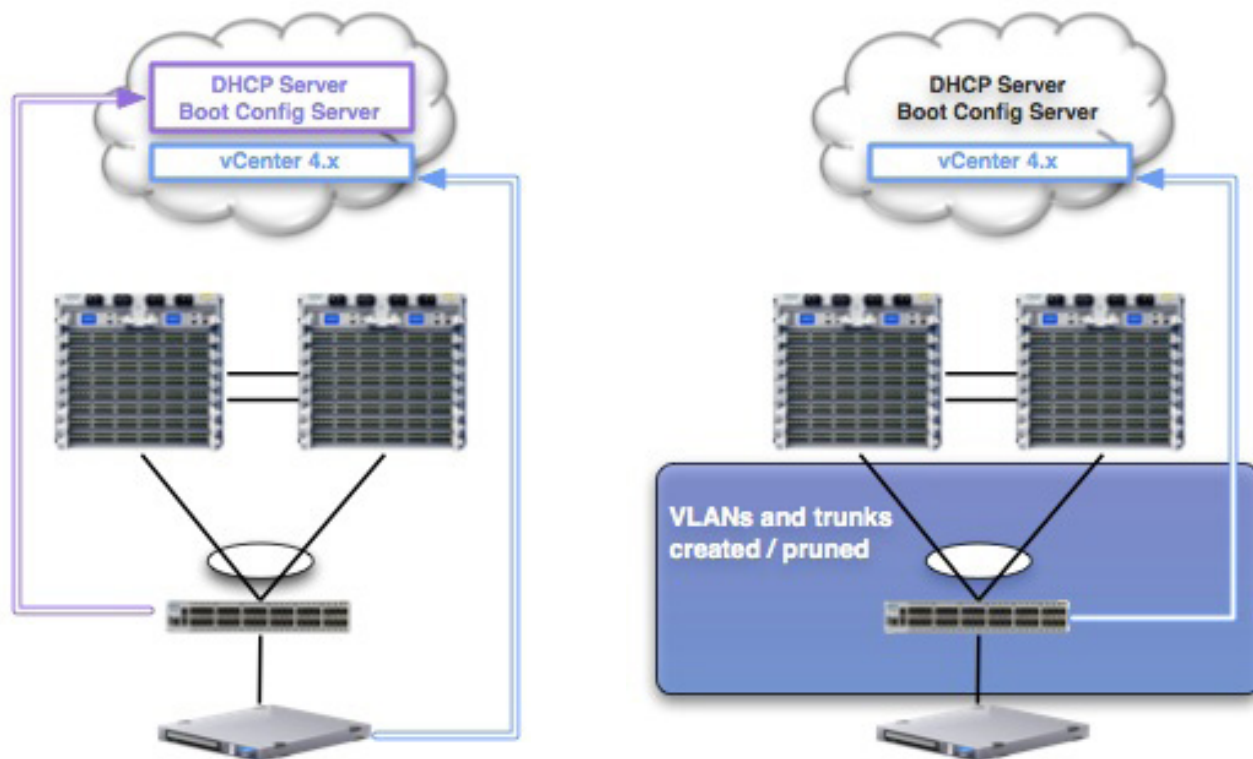 DHCP Server
Boot Config Server
vCenter 4.x
DHCP Server
Boot Config Server
vCenter 4.x
VLANs and trunks
created / pruned